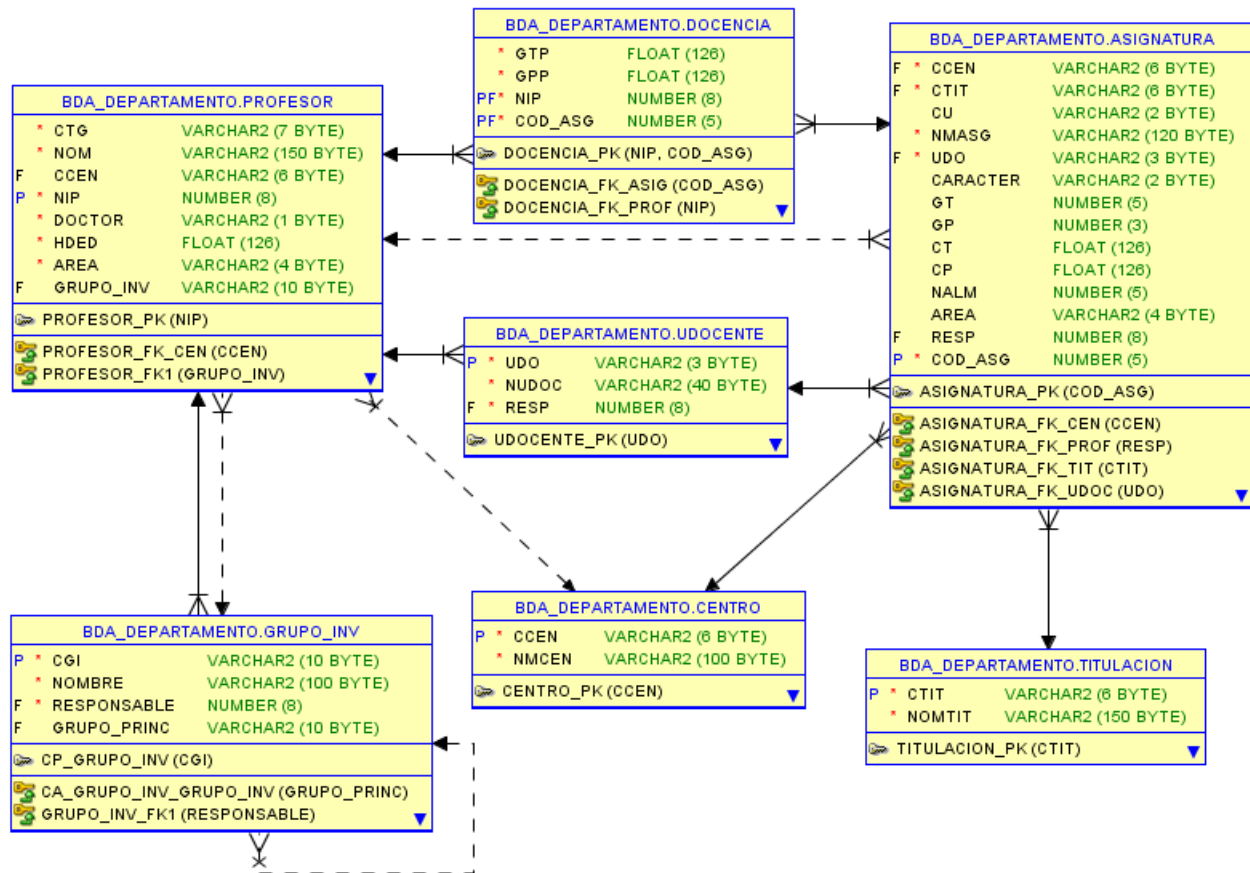 BDA_DEPARTAMENTO.DOCENCIA
* GTP FLOAT (126)
* GPP FLOAT (126)
PF* NIP NUMBER (8)
PF* COD_ASG NUMBER (5)
DOCENCIA_PK (NIP, COD_ASG)
DOCENCIA_FK_ASIG (COD_ASG)
DOCENCIA_FK_PROF (NIP)
BDA_DEPARTAMENTO.ASIGNATURA
F * CCEN VARCHAR2 (6 BYTE)
F * CTIT VARCHAR2 (6 BYTE)
CU VARCHAR2 (2 BYTE)
* NMASG VARCHAR2 (120 BYTE)
F * UDO VARCHAR2 (3 BYTE)
CARACTER VARCHAR2 (2 BYTE)
GT NUMBER (5)
GP NUMBER (3)
CT FLOAT (126)
CP FLOAT (126)
NALM NUMBER (5)
AREA VARCHAR2 (4 BYTE)
F RESP NUMBER (8)
P * COD_ASG NUMBER (5)
ASIGNATURA_PK (COD_ASG)
ASIGNATURA_FK_CEN (CCEN)
ASIGNATURA_FK_PROF (RESP)
ASIGNATURA_FK_TIT (CTIT)
ASIGNATURA_FK_UDOC (UDO)
BDA_DEPARTAMENTO.PROFESOR
* CTG VARCHAR2 (7 BYTE)
* NOM VARCHAR2 (150 BYTE)
F CCEN VARCHAR2 (6 BYTE)
P * NIP NUMBER (8)
* DOCTOR VARCHAR2 (1 BYTE)
* HDED FLOAT (126)
* AREA VARCHAR2 (4 BYTE)
F GRUPO_INV VARCHAR2 (10 BYTE)
PROFESOR_PK (NIP)
PROFESOR_FK_CEN (CCEN)
PROFESOR_FK1 (GRUPO_INV)
BDA_DEPARTAMENTO.UDOCENTE
P * UDO VARCHAR2 (3 BYTE)
* NUDOC VARCHAR2 (40 BYTE)
F * RESP NUMBER (8)
UDOCENTE_PK (UDO)
BDA_DEPARTAMENTO.GRUPO_INV
P * CGI VARCHAR2 (10 BYTE)
* NOMBRE VARCHAR2 (100 BYTE)
F * RESPONSABLE NUMBER (8)
F GRUPO_PRINC VARCHAR2 (10 BYTE)
CP_GRUPO_INV (CGI)
CA_GRUPO_INV_GRUPO_INV (GRUPO_PRINC)
GRUPO_INV_FK1 (RESPONSABLE)
BDA_DEPARTAMENTO.CENTRO
P * CCEN VARCHAR2 (6 BYTE)
* NMCEN VARCHAR2 (100 BYTE)
CENTRO_PK (CCEN)
BDA_DEPARTAMENTO.TITULACION
P * CTIT VARCHAR2 (6 BYTE)
* NOMTIT VARCHAR2 (150 BYTE)
TITULACION_PK (CTIT)